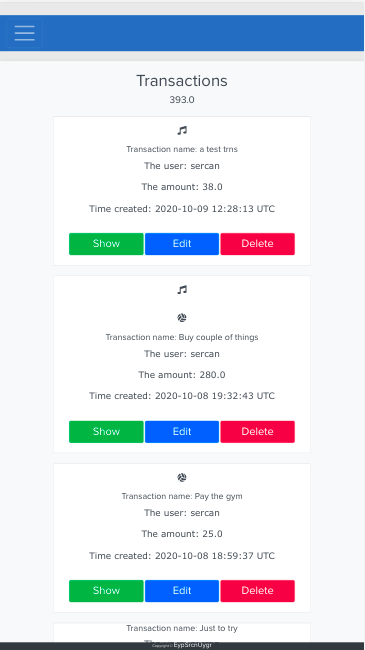 Transactions
393.0
Transaction name: a test trns
The user: sercan
The amount: 38.0
Time created: 2020-10-09 12:28:13 UTC
Show Edit Delete
Transaction name: Buy couple of things
The user: sercan
The amount: 280.0
Time created: 2020-10-08 19:32:43 UTC
Show Edit Delete
Transaction name: Pay the gym
The user: sercan
The amount: 25.0
Time created: 2020-10-08 18:59:37 UTC
Show Edit Delete
Transaction name: Just to try
Copyright © EypSrcnUygr